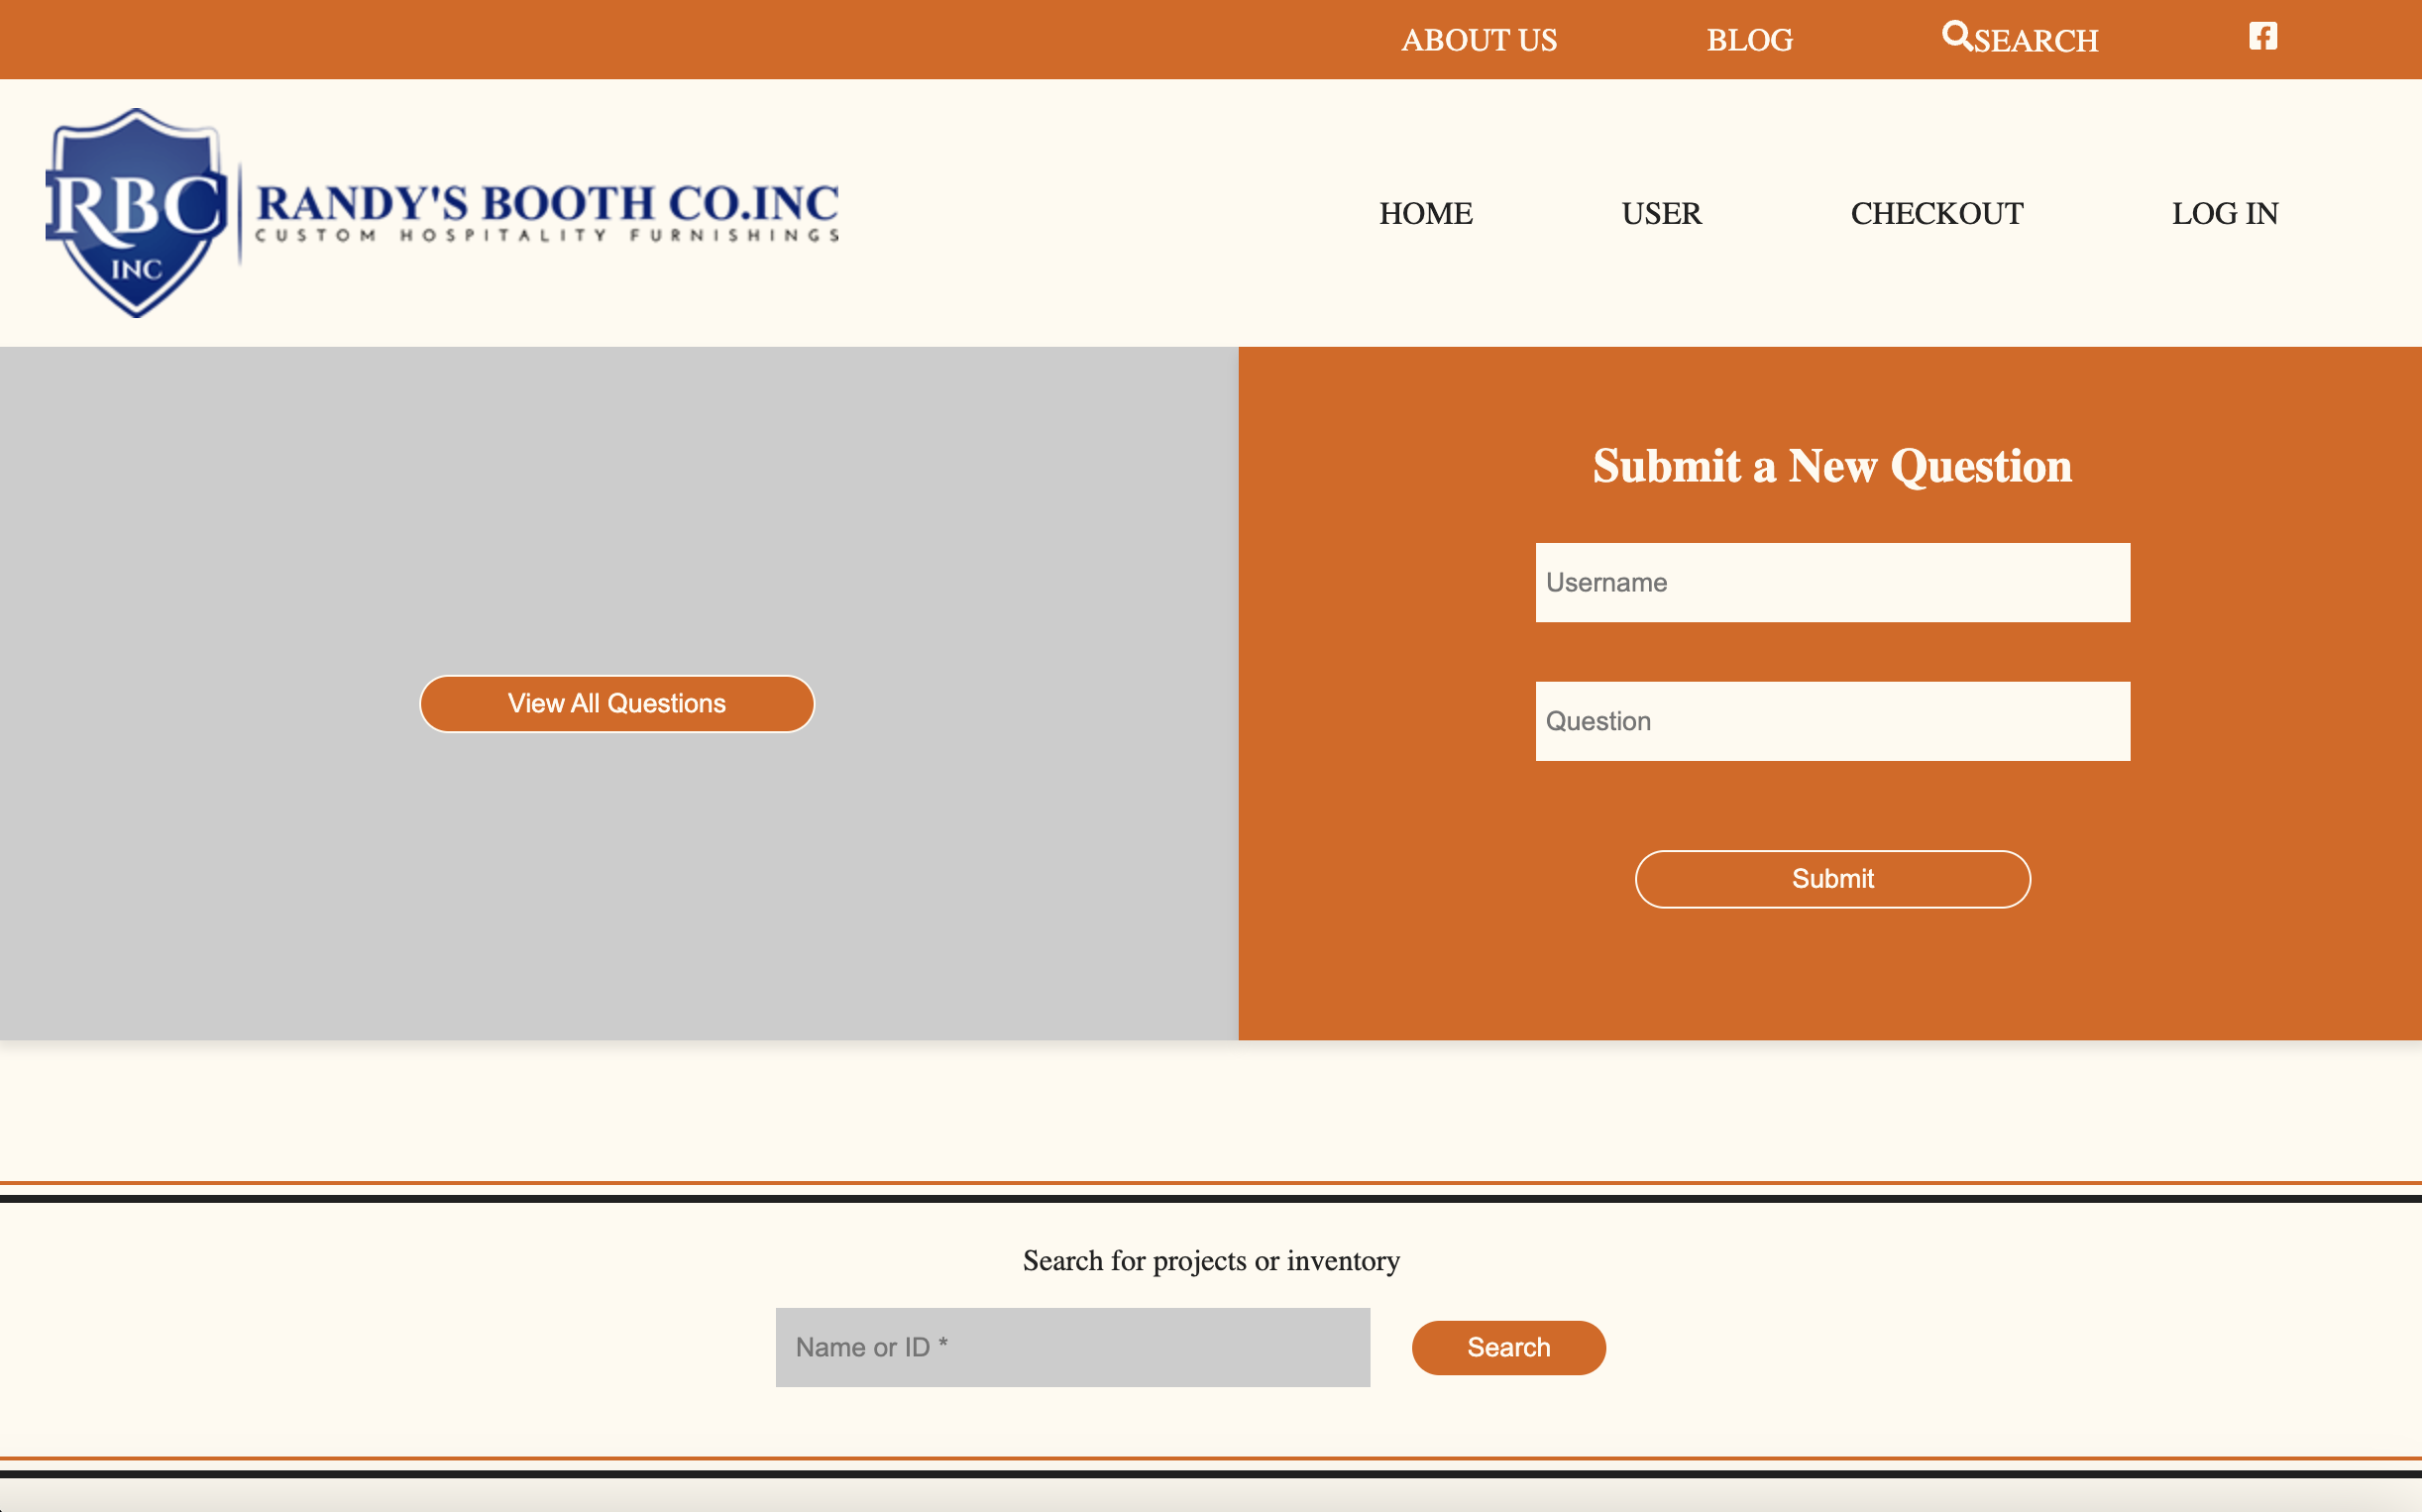 ABOUT US
BLOG
SEARCH
RBC
INC
RANDY'S BOOTH CO.INC
CUSTOM HOSPITALITY FURNISHINGS
HOME
USER
CHECKOUT
LOG IN
View All Questions
Submit a New Question
Username
Question
Submit
Search for projects or inventory
Name or ID *
Search